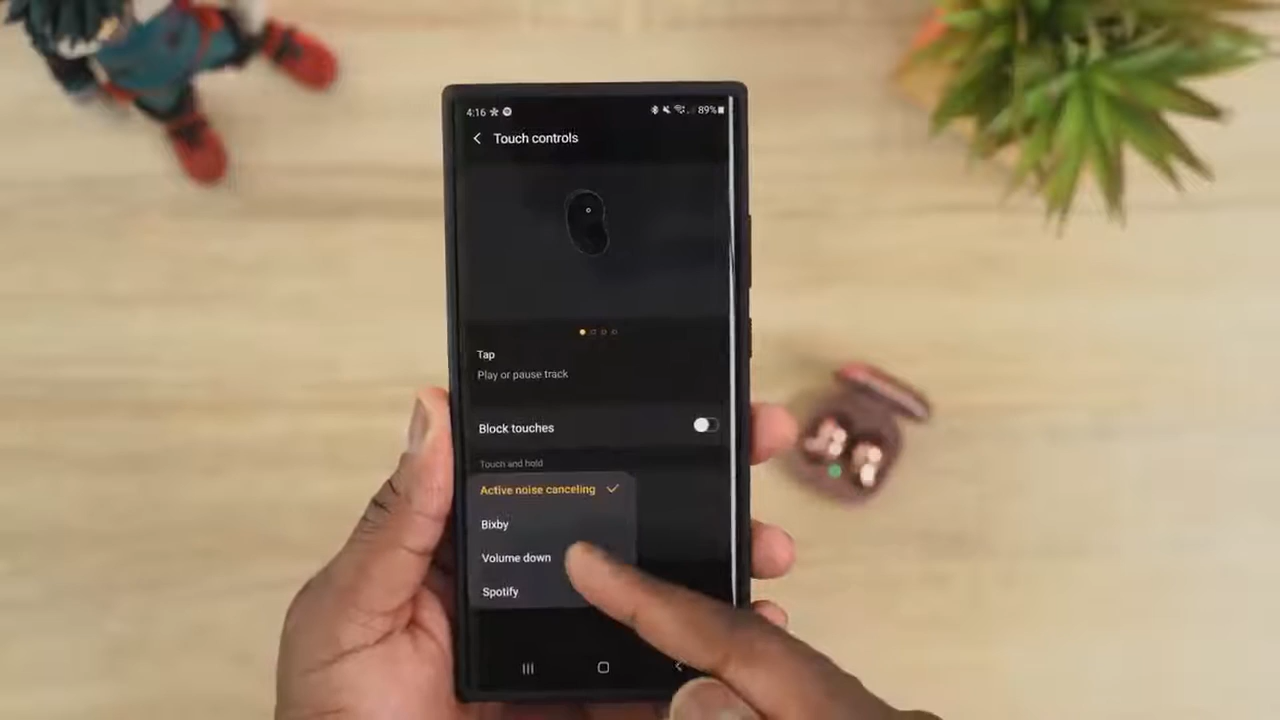 4:16
89%
Touch controls
Tap
Play or pause track
Block touches
Touch and hold
Active noise canceling
Bixby
Volume down
Spotify